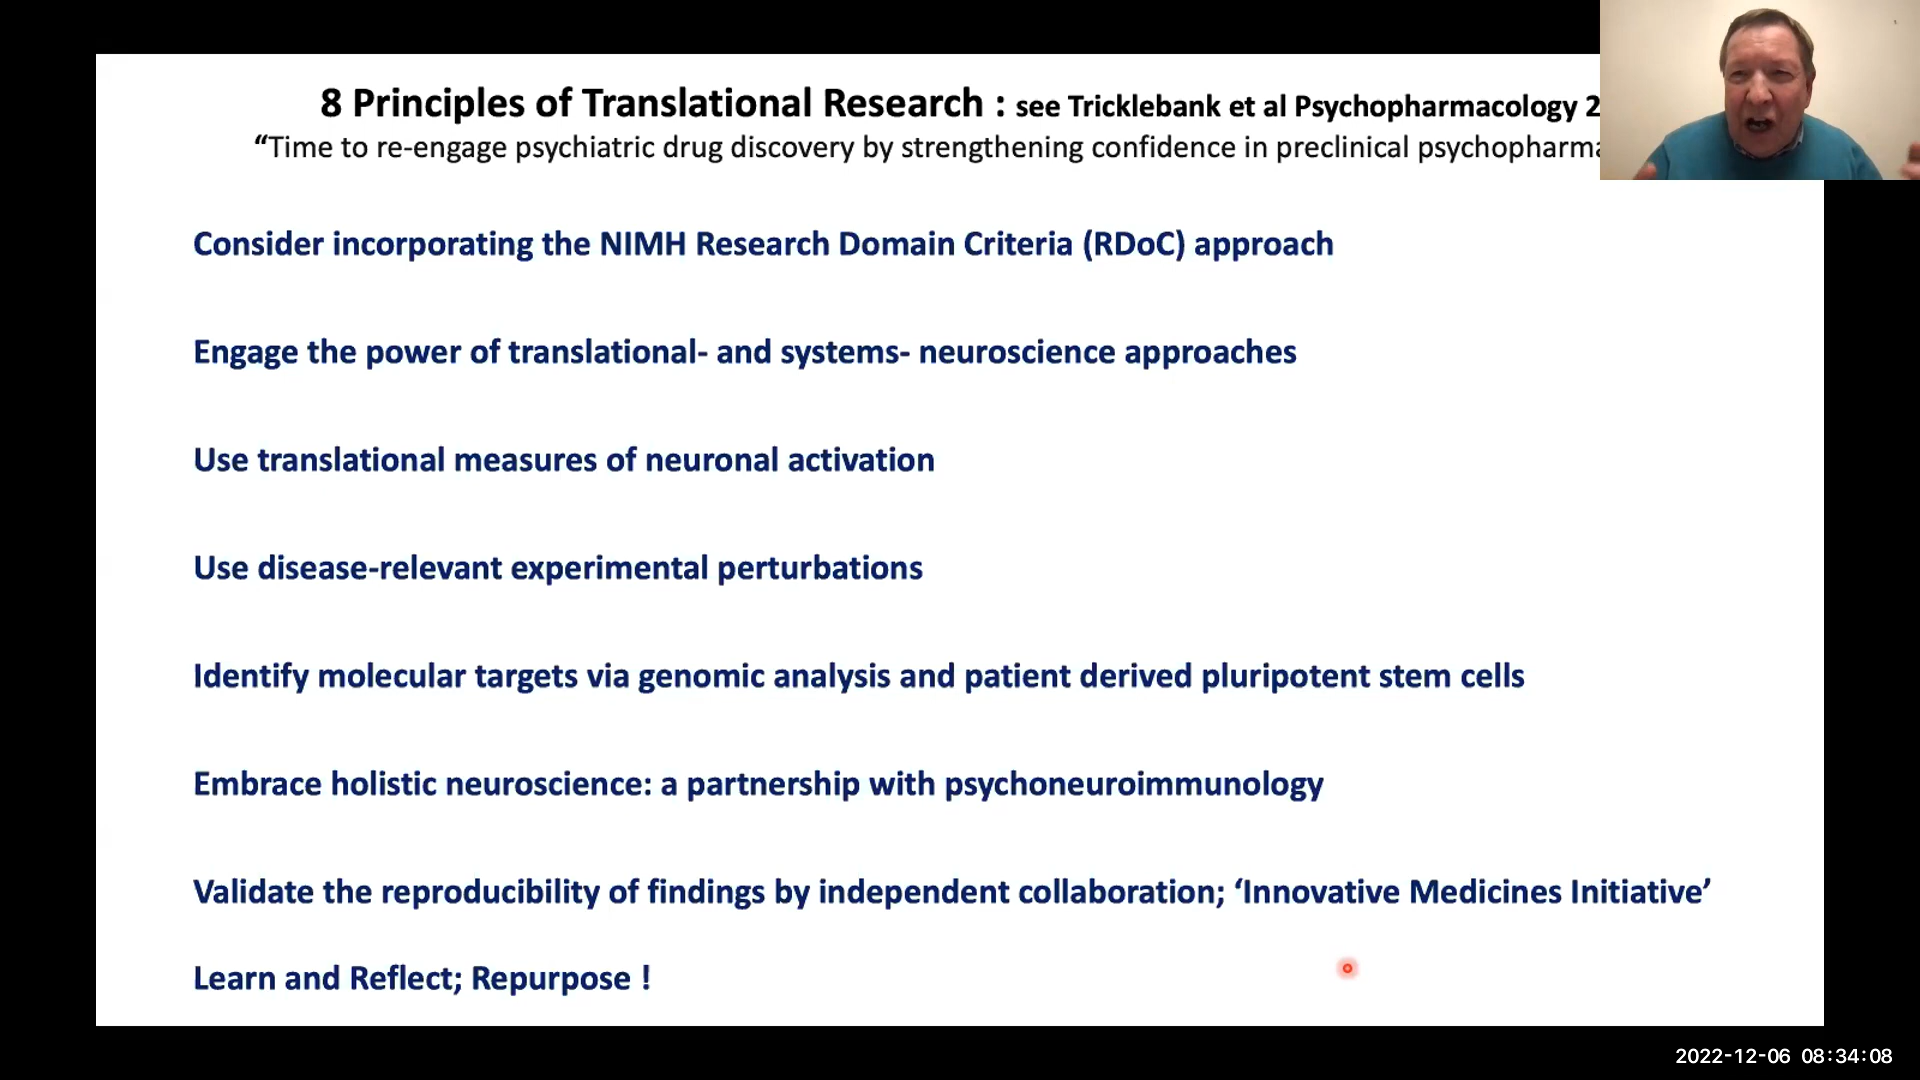 8 Principles of Translational Research : see Tricklebank et al Psychopharmacology 2
“Time to re-engage psychiatric drug discovery by strengthening confidence in preclinical psychopharma
Consider incorporating the NIMH Research Domain Criteria (RDoC) approach
Engage the power of translational- and systems- neuroscience approaches
Use translational measures of neuronal activation
Use disease-relevant experimental perturbations
Identify molecular targets via genomic analysis and patient derived pluripotent stem cells
Embrace holistic neuroscience: a partnership with psychoneuroimmunology
Validate the reproducibility of findings by independent collaboration; ‘Innovative Medicines Initiative’
Learn and Reflect; Repurpose !
2022-12-06 08:34:08